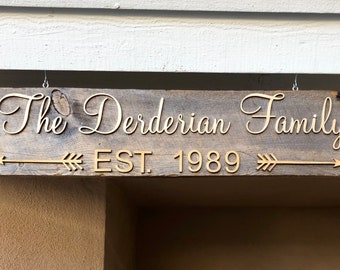 The Derderian Family
EST. 1989